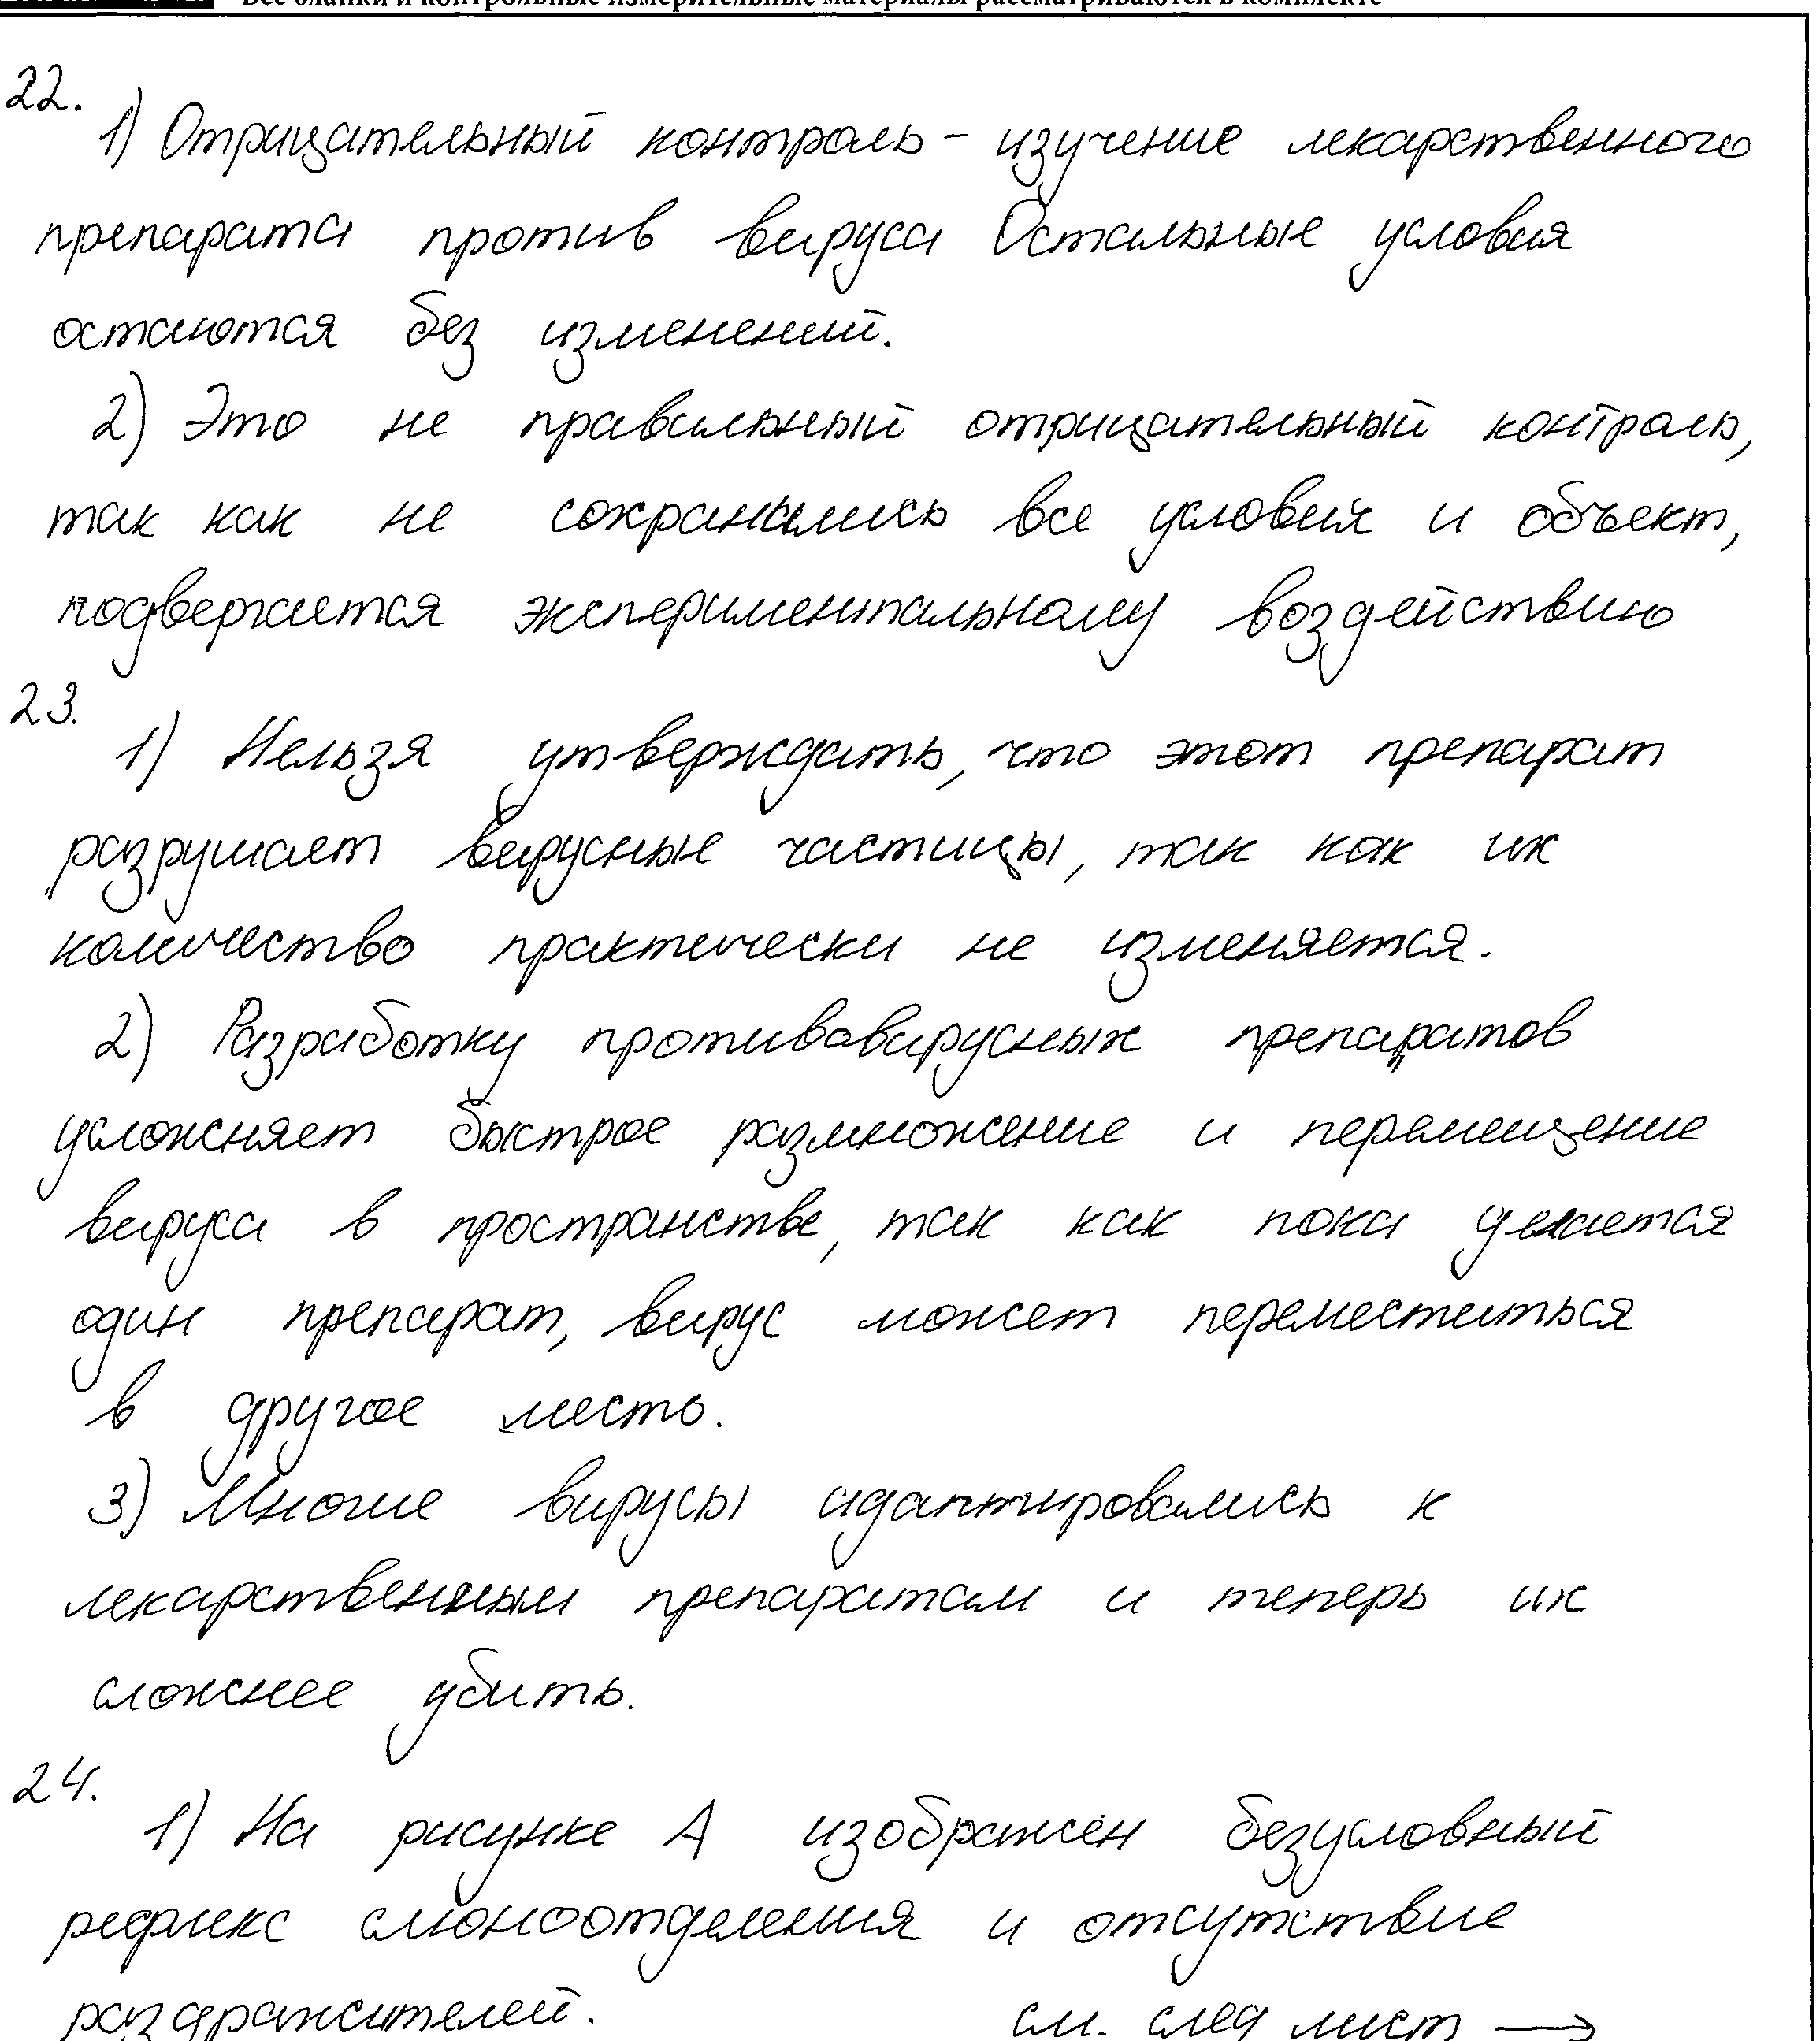 Все бланки и контрольные измерительные материалы рассматриваются в комплекте
22.
1) Отрицательный контроль – изучение лекарственного
препарата против вируса Остальные условия
остаются без изменений.
2) Это не правильный отрицательный контроль,
так как не сохранились все условия и объект,
подвергается экспериментальному воздействию
23.
1) Нельзя утверждать, что этот препарат
разрушает вирусные частицы, так как их
количество практически не изменяется.
2) Разработку противовирусных препаратов
усложняет быстрое размножение и перемещение
вируса в пространстве, так как пока делается
один препарат, вирус может переместиться
в другое место.
3) Многие вирусы адаптировались к
лекарственным препаратам и теперь их
сложнее убить.
24.
1) На рисунке А изображён безусловный
рефлекс слюноотделения и отсутствие
раздражителей. см. след лист →